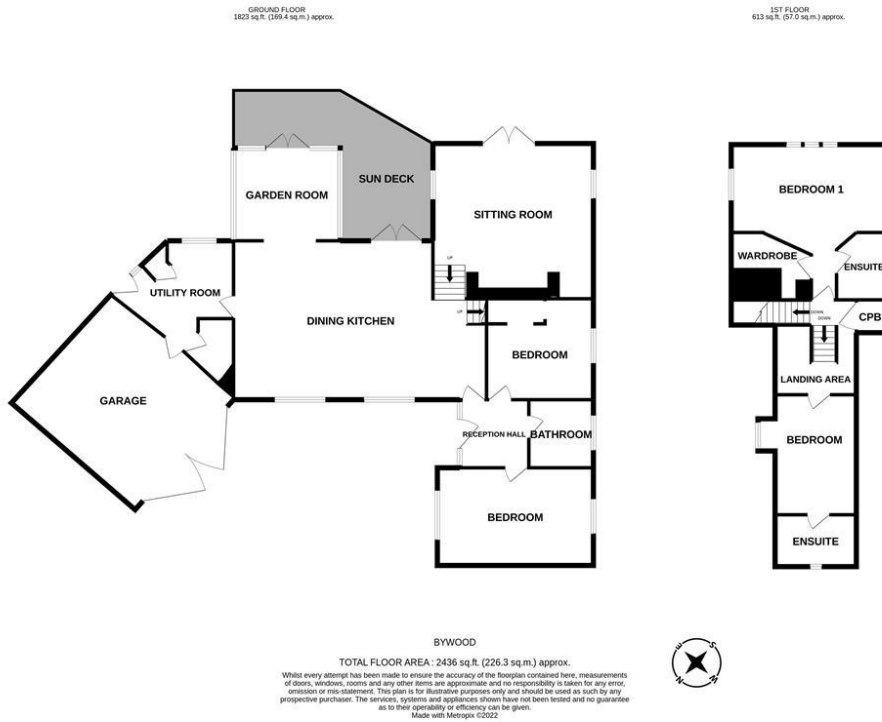 GROUND FLOOR
1823 sq.ft. (169.4 sq.m.) approx.
1ST FLOOR
613 sq.ft. (57.0 sq.m.) approx.
SUN DECK
GARDEN ROOM
SITTING ROOM
UP
UTILITY ROOM
DINING KITCHEN
UP
BEDROOM
GARAGE
RECEPTION HALL
BATHROOM
BEDROOM
BEDROOM 1
WARDROBE
ENSUITE
DOWN
DOWN
CPB
LANDING AREA
BEDROOM
ENSUITE
BYWOOD
TOTAL FLOOR AREA : 2436 sq.ft. (226.3 sq.m.) approx.
Whilst every attempt has been made to ensure the accuracy of the floorplan contained here, measurements
of doors, windows, rooms and any other items are approximate and no responsibility is taken for any error,
omission or mis-statement. This plan is for illustrative purposes only and should be used as such by any
prospective purchaser. The services, systems and appliances shown have not been tested and no guarantee
as to their operability or efficiency can be given.
Made with Metropix ©2022
E
S
N
W